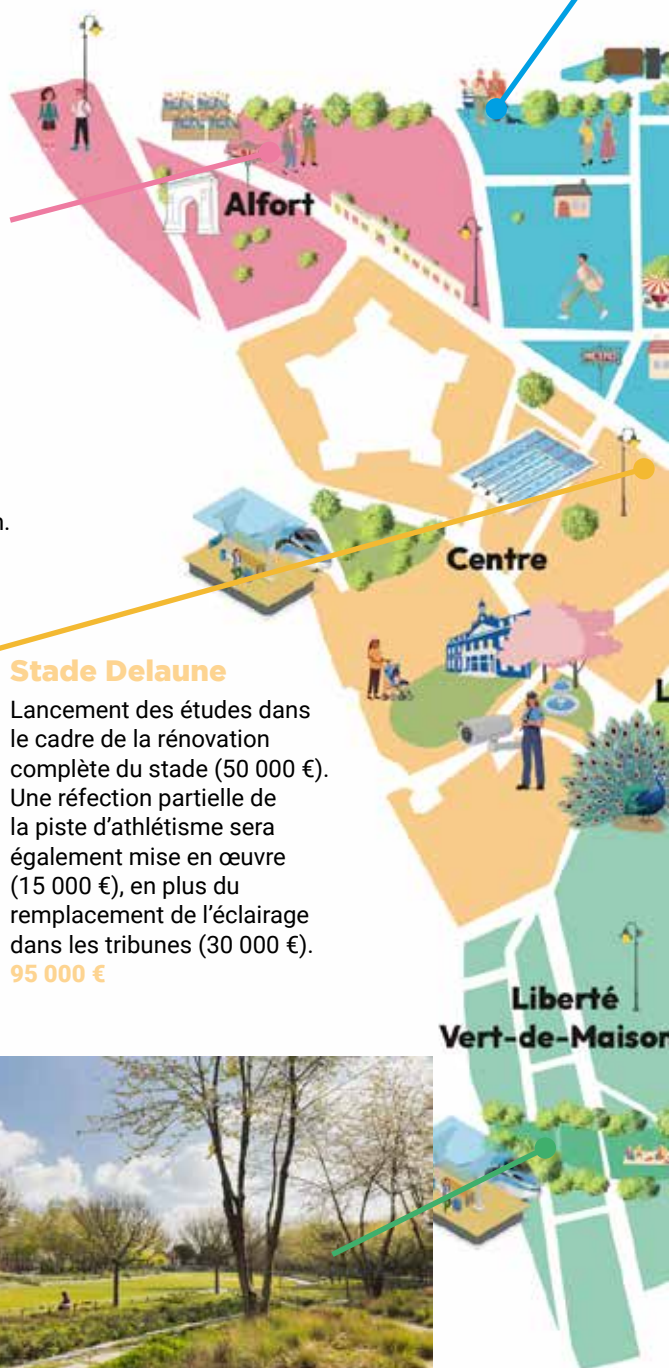 Alfort
METRO
Centre
Stade Delaune
Lancement des études dans
le cadre de la rénovation
complète du stade (50 000 €).
Une réfection partielle de
la piste d’athlétisme sera
également mise en œuvre
(15 000 €), en plus du
remplacement de l’éclairage
dans les tribunes (30 000 €).
95 000 €
Liberté
Vert-de-Maison